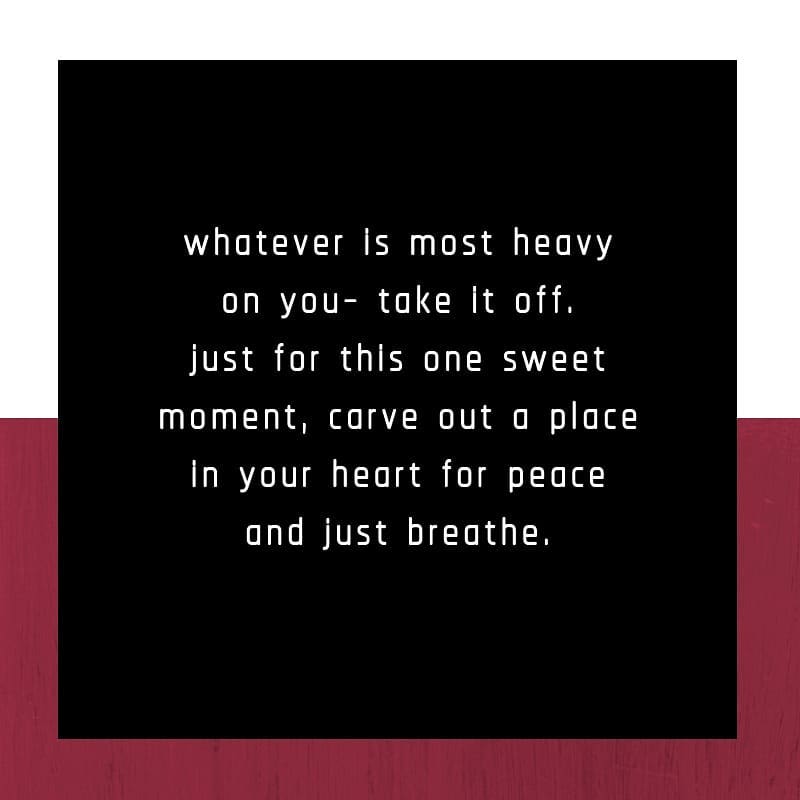 whatever is most heavy
on you- take it off.
just for this one sweet
moment, carve out a place
in your heart for peace
and just breathe.